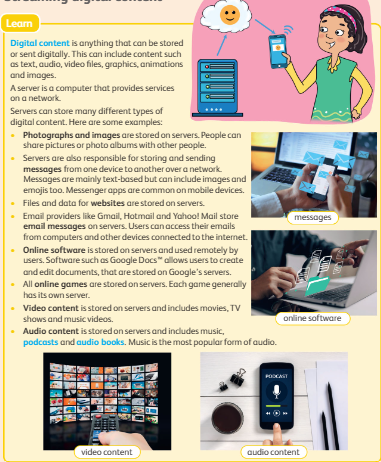 Streaming digital content
Learn
Digital content is anything that can be stored
or sent digitally. This can include content such
as text, audio, video files, graphics, animations
and images.
A server is a computer that provides services
on a network.
Servers can store many different types of
digital content. Here are some examples:
• Photographs and images are stored on servers. People can
share pictures or photo albums with other people.
• Servers are also responsible for storing and sending
messages from one device to another over a network.
Messages are mainly text-based but can include images and
emojis too. Messenger apps are common on mobile devices.
• Files and data for websites are stored on servers.
• Email providers like Gmail, Hotmail and Yahoo! Mail store
email messages on servers. Users can access their emails
from computers and other devices connected to the internet.
• Online software is stored on servers and used remotely by
users. Software such as Google Docs™ allows users to create
and edit documents, that are stored on Google's servers.
• All online games are stored on servers. Each game generally
has its own server.
• Video content is stored on servers and includes movies, TV
shows and music videos.
• Audio content is stored on servers and includes music,
podcasts and audio books. Music is the most popular form of audio.
messages
online software
PODCAST
video content
audio content